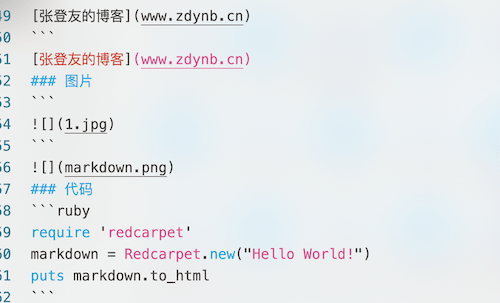 49 [张登友的博客](www.zdynb.cn)
50 ```
51 [张登友的博客](www.zdynb.cn)
52 ### 图片
53 ```
54 ![](1.jpg)
55 ```
56 ![](markdown.png)
57 ### 代码
58 ```ruby
59 require 'redcarpet'
60 markdown = Redcarpet.new("Hello World!")
61 puts markdown.to_html
62 ```